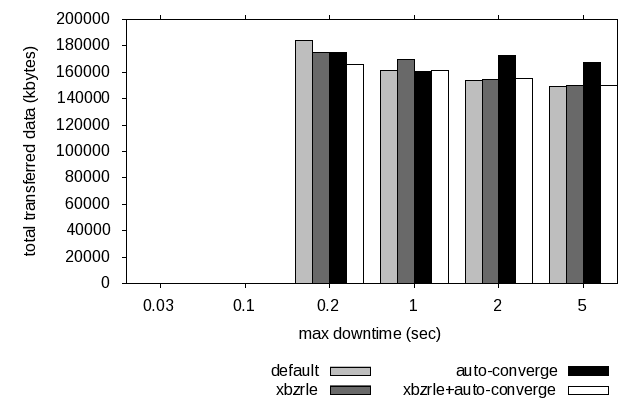 200000
180000
160000
140000
120000
100000
80000
60000
40000
20000
0
total transferred data (kbytes)
0.03 0.1 0.2 1 2 5
max downtime (sec)
default auto-converge
xbzrle xbzrle+auto-converge